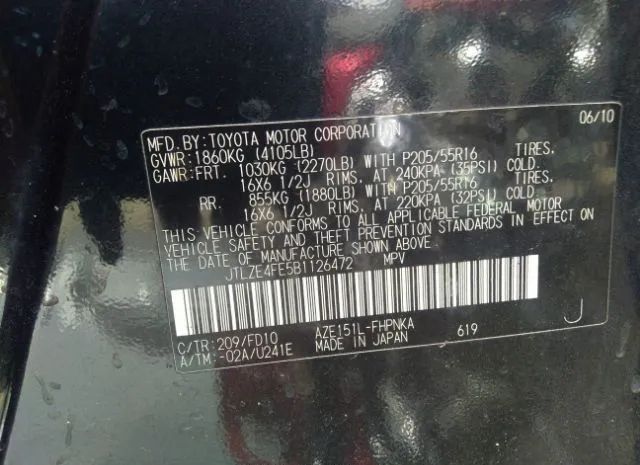 06/10
MFD. BY: TOYOTA MOTOR CORPORATION
GVWR: 1860KG (4105LB)
GAWR: FRT. 1030KG (2270LB) WITH P205/55R16 TIRES.
16X6 1/2J RIMS. AT 240KPA (35PSI) COLD.
RR. 855KG (1880LB) WITH P205/55R16 TIRES.
16X6 1/2J RIMS. AT 220KPA (32PSI) COLD.
THIS VEHICLE CONFORMS TO ALL APPLICABLE FEDERAL MOTOR
VEHICLE SAFETY AND THEFT PREVENTION STANDARDS IN EFFECT ON
THE DATE OF MANUFACTURE SHOWN ABOVE.
JTLZE4FE5B1126472 MPV
C/TR: 209/FD10 AZE151L-FHPNKA 619 J
A/TM: -02A/U241E MADE IN JAPAN